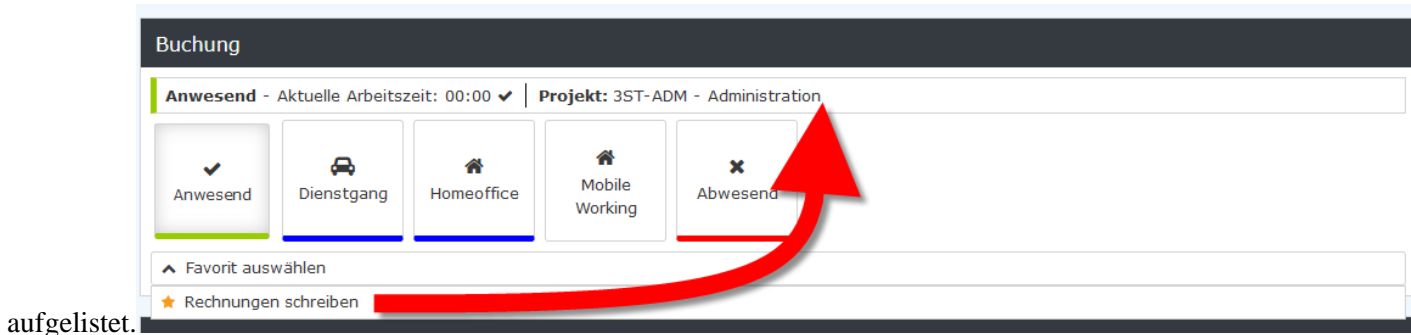 Buchung
Anwesend - Aktuelle Arbeitszeit: 00:00 Projekt: 3ST-ADM - Administration
Anwesend
Dienstgang
Homeoffice
Mobile
Working
Abwesend
Favorit auswählen
Rechnungen schreiben
aufgelistet.